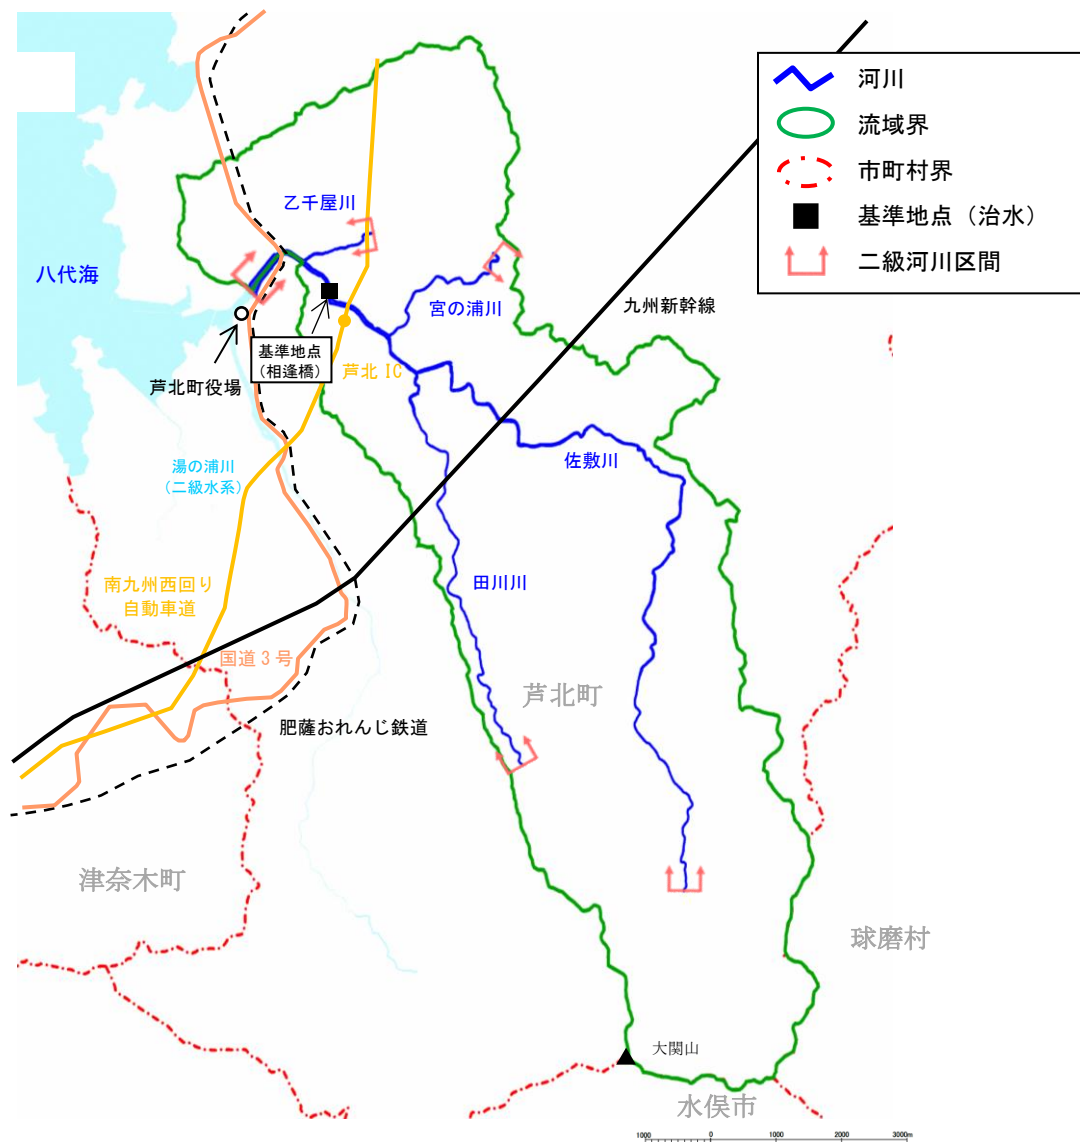 河川
流域界
市町村界
基準地点（治水）
二級河川区間
乙千屋川
八代海
宮の浦川
九州新幹線
基準地点
（相逢橋）
芦北 IC
芦北町役場
佐敷川
湯の浦川
（二級水系）
田川川
南九州西回り
自動車道
国道３号
芦北町
肥薩おれんじ鉄道
津奈木町
球磨村
大関山
水俣市
1000 0 1000 2000 3000m